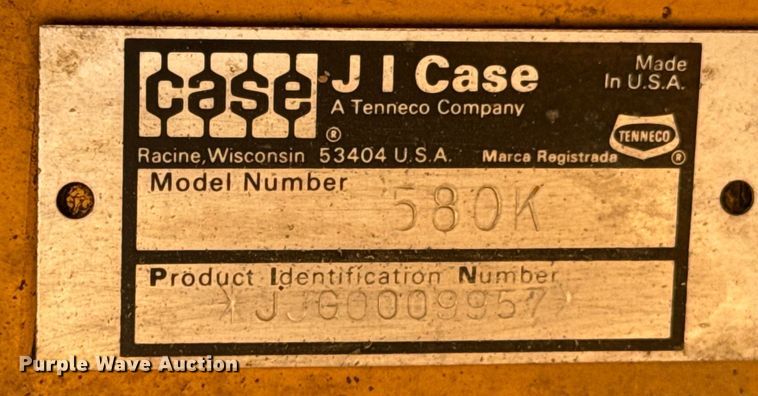 case
J I Case
A Tenneco Company
®
Made
In U.S.A.
TENNECO
®
Racine, Wisconsin 53404 U.S.A. Marca Registrada
Model Number
580K
Product Identification Number
*JJG0009957*
Purple Wave Auction